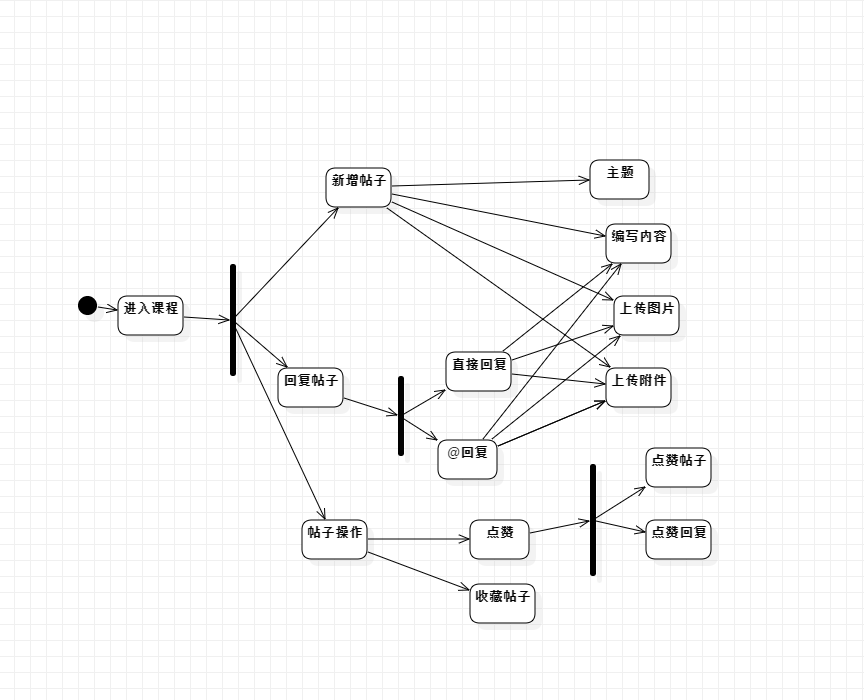 主题
新增帖子
编写内容
进入课程
上传图片
直接回复
回复帖子
上传附件
@回复
点赞帖子
帖子操作
点赞
点赞回复
收藏帖子